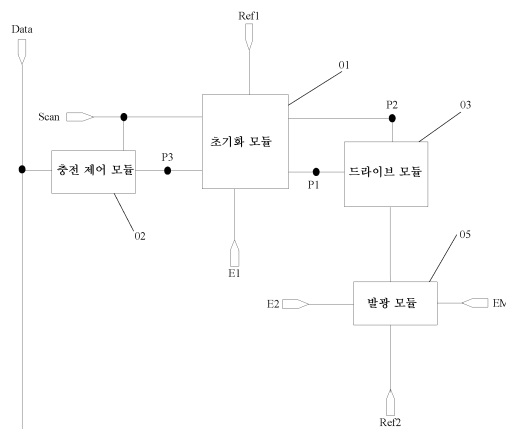 Ref1
Data
01
Scan
P2
03
초기화 모듈
P3
P1
충전 제어 모듈
드라이브 모듈
02
05
E1
E2
발광 모듈
EM
Ref2